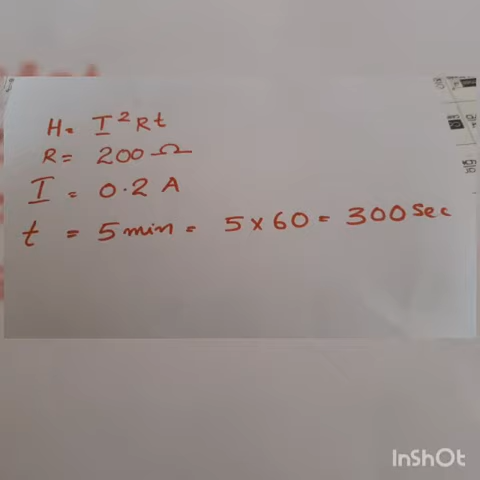 H= I²Rt
R= 200 Ω
I = 0.2 A
t = 5 min = 5 x 60 = 300 Sec
InShOt